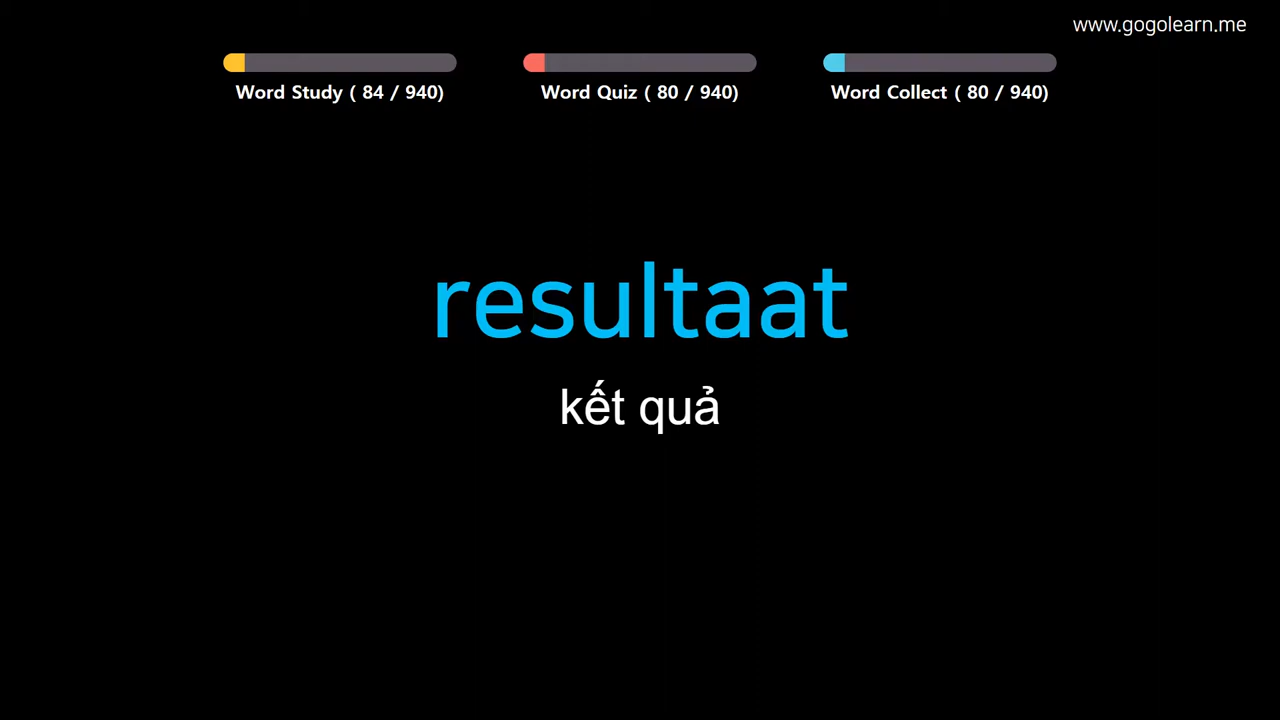 www.gogolearn.me
Word Study ( 84 / 940)
Word Quiz ( 80 / 940)
Word Collect ( 80 / 940)
resultaat
kết quả